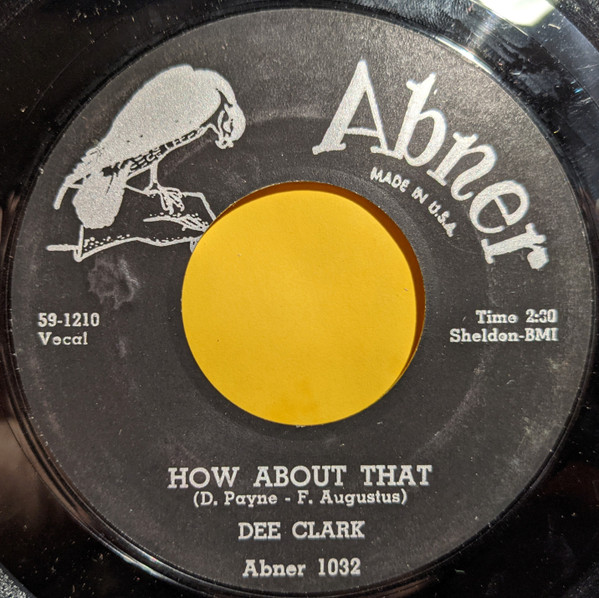 Abner
MADE IN U.S.A
59-1210
Vocal
Time 2:30
Sheldon-BMI
HOW ABOUT THAT
(D. Payne - F. Augustus)
DEE CLARK
Abner 1032